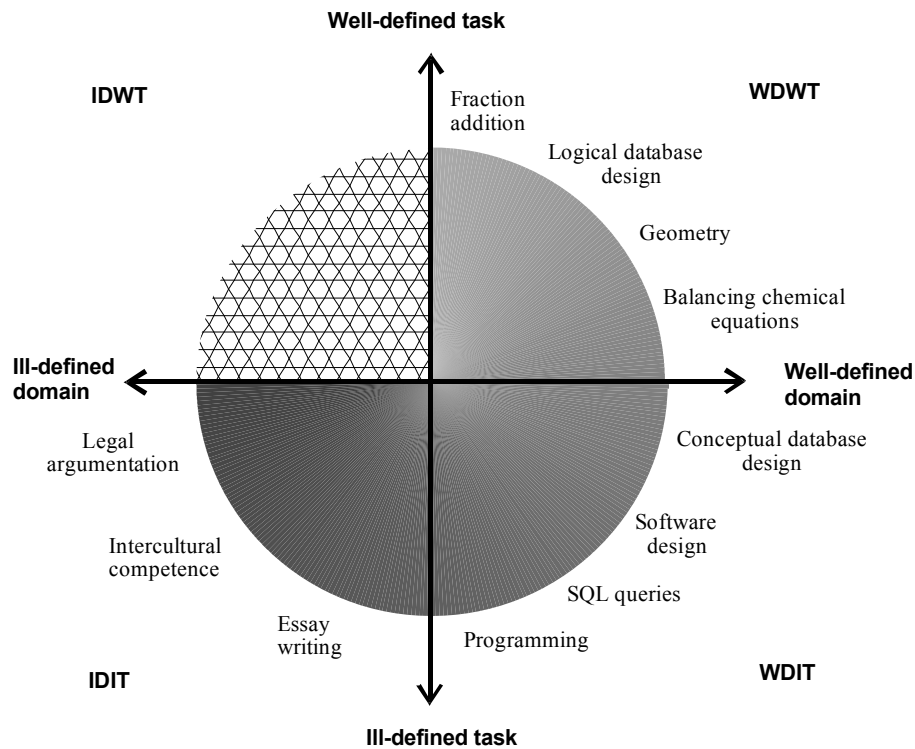 Well-defined task
IDWT
WDWT
Fraction
addition
Logical database
design
Geometry
Balancing chemical
equations
Ill-defined
domain
Well-defined
domain
Legal
argumentation
Conceptual database
design
Intercultural
competence
Software
design
SQL queries
Essay
writing
Programming
IDIT
WDIT
Ill-defined task